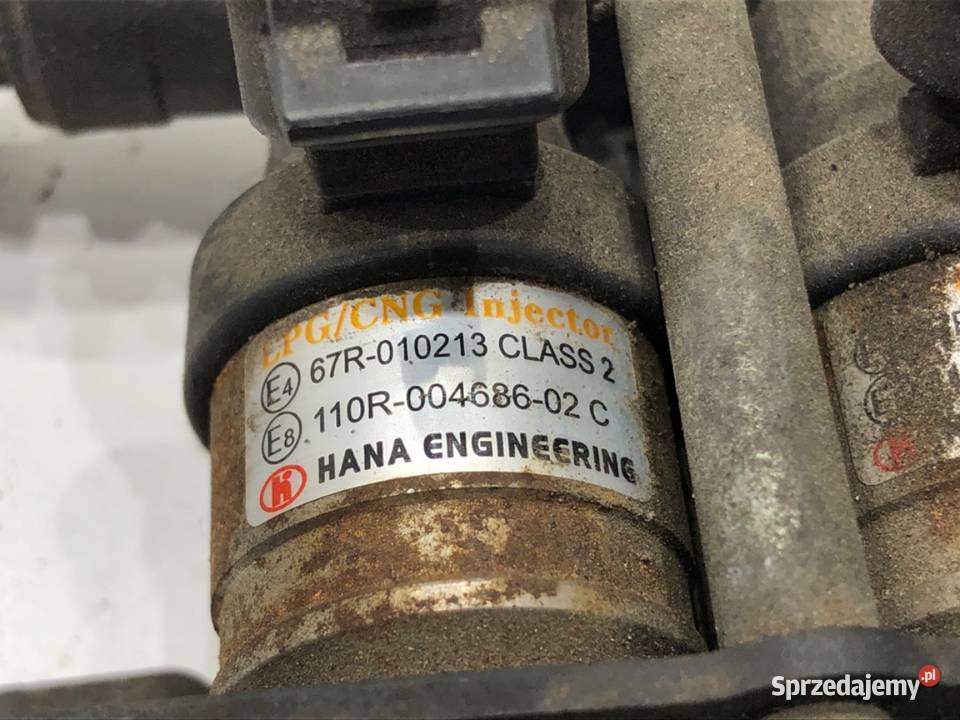 LPG/CNG Injector
E4 67R-010213 CLASS 2
E8 110R-004686-02 C
HANA ENGINEERING
Sprzedajemy.pl